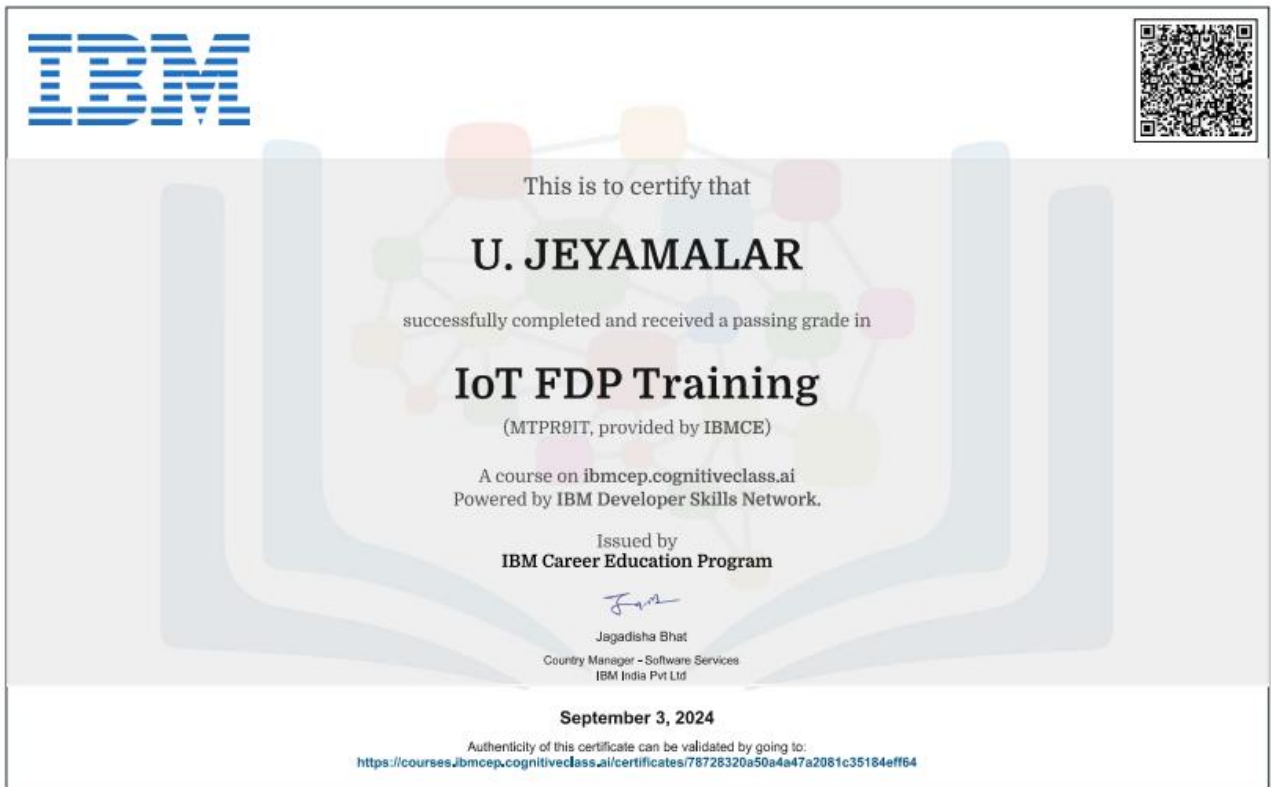 IBM
This is to certify that
U. JEYAMALAR
successfully completed and received a passing grade in
IoT FDP Training
(MTPR9IT, provided by IBMCE)
A course on ibmcep.cognitiveclass.ai
Powered by IBM Developer Skills Network.
Issued by
IBM Career Education Program
Jagadisha Bhat
Country Manager - Software Services
IBM India Pvt Ltd
September 3, 2024
Authenticity of this certificate can be validated by going to:
https://courses.ibmcep.cognitiveclass.ai/certificates/78728320a50a4a47a2081c35184eff64